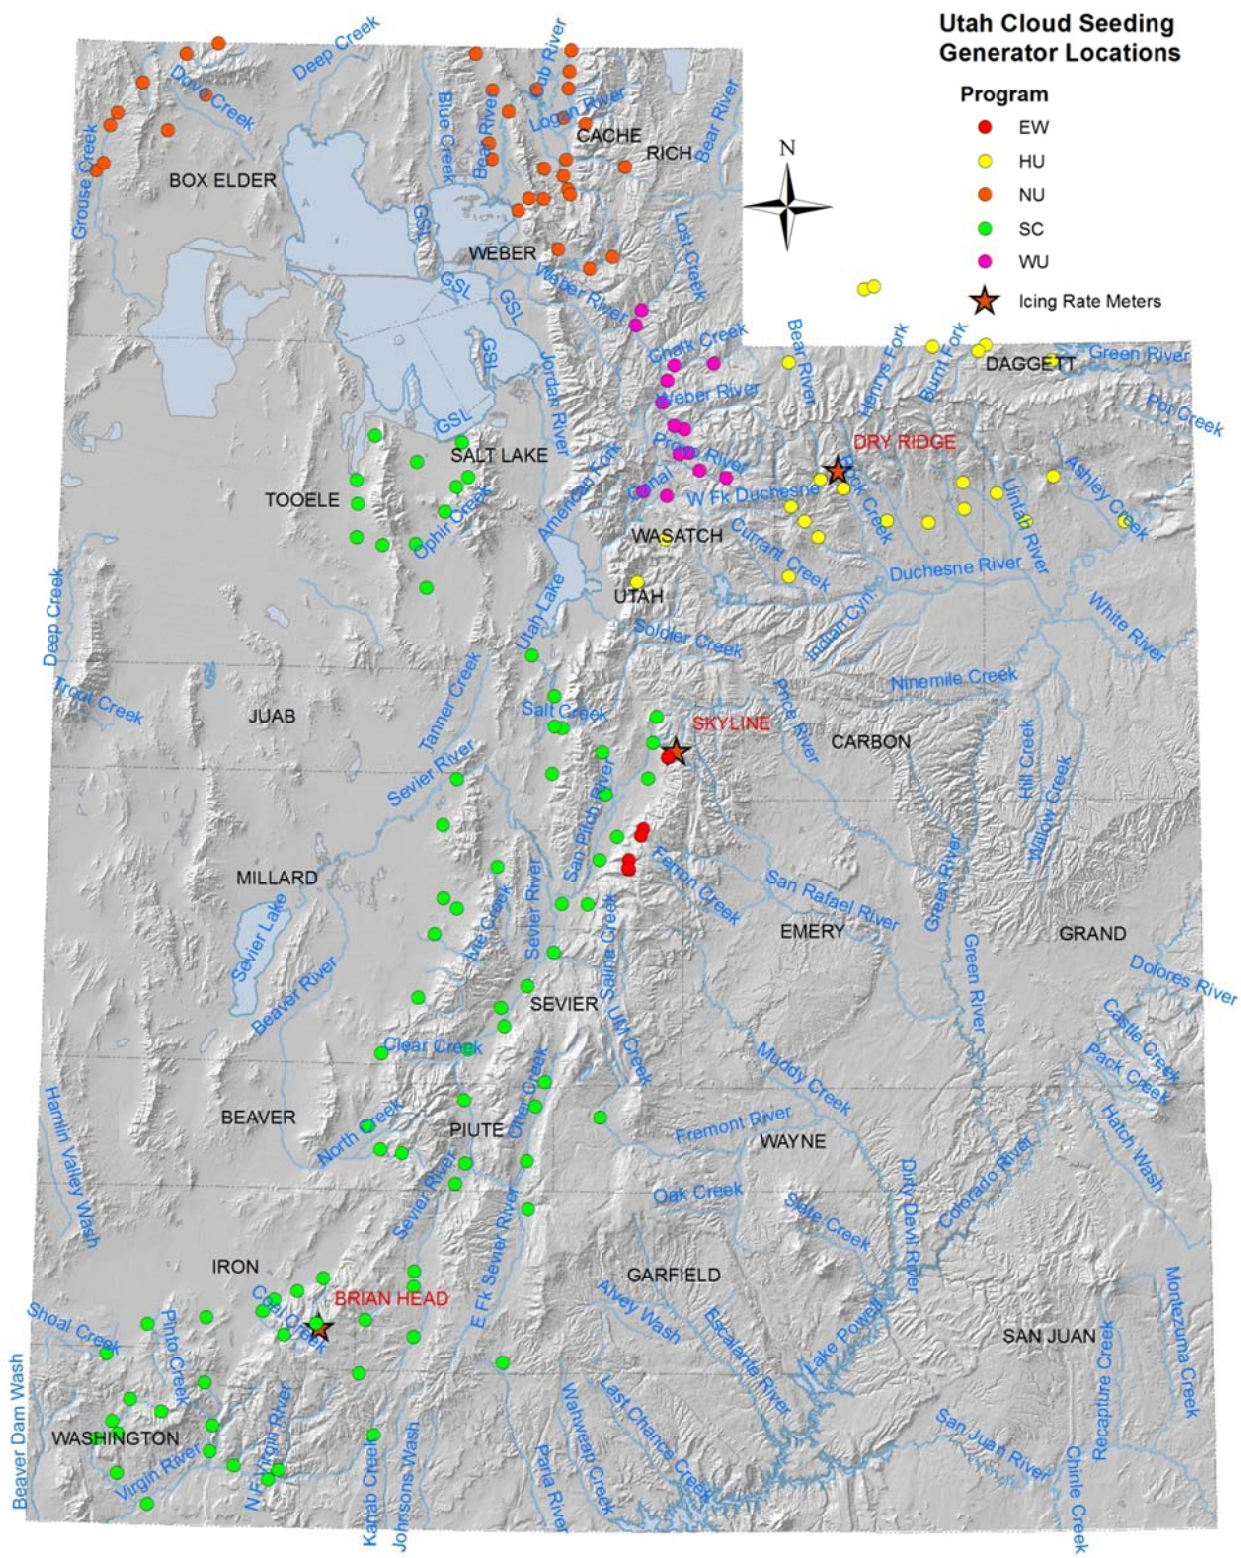 Utah Cloud Seeding
Generator Locations
Program
EW
HU
NU
SC
WU
Icing Rate Meters
N
Deep Creek
Dove Creek
Grouse Creek
BOX ELDER
Blue Creek
Bear River
Cub River
Logan River
CACHE
RICH
Bear River
WEBER
Weber River
Lost Creek
GSL
GSL
GSL
GSL
GSL
Jordan River
Chalk Creek
Weber River
Bear River
Henrys Fork
Burnt Fork
DAGGETT
Green River
Pot Creek
SALT LAKE
TOOELE
Ophir Creek
American Fork
Provo River
Canal
W Fk Duchesne
DRY RIDGE
Rock Creek
Uintah River
Ashley Creek
WASATCH
Currant Creek
Duchesne River
UTAH
Utah Lake
Soldier Creek
Indian Cyn.
White River
Deep Creek
Trout Creek
JUAB
Tanner Creek
Salt Creek
SKYLINE
Price River
Ninemile Creek
CARBON
Hill Creek
Willow Creek
Sevier River
San Pitch River
MILLARD
Sevier Lake
Ivie Creek
Sevier River
Ferron Creek
San Rafael River
Green River
EMERY
GRAND
Beaver River
Salina Creek
SEVIER
Green River
Dolores River
Castle Creek
Pack Creek
Clear Creek
UM Creek
Muddy Creek
Hamlin Valley Wash
BEAVER
North Creek
PIUTE
Otter Creek
Fremont River
WAYNE
Hatch Wash
Sevier River
Oak Creek
Slate Creek
Dirty Devil River
Colorado River
E Fk Sevier River
IRON
Coal Creek
BRIAN HEAD
GARFIELD
Alvey Wash
Escalante River
Lake Powell
SAN JUAN
Montezuma Creek
Recapture Creek
Shoal Creek
Pinto Creek
Beaver Dam Wash
WASHINGTON
Virgin River
N Fk Virgin River
Kanab Creek
Johnsons Wash
Paria River
Wahweap Creek
Last Chance Creek
San Juan River
Chinle Creek